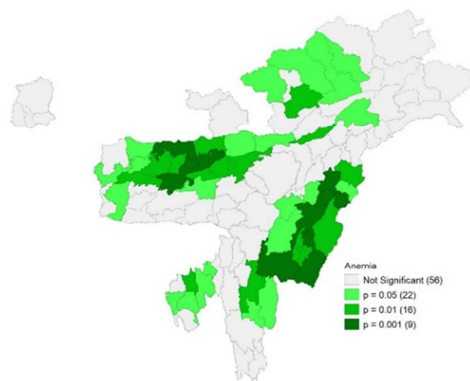 Anemia
Not Significant (56)
p = 0.05 (22)
p = 0.01 (16)
p = 0.001 (9)